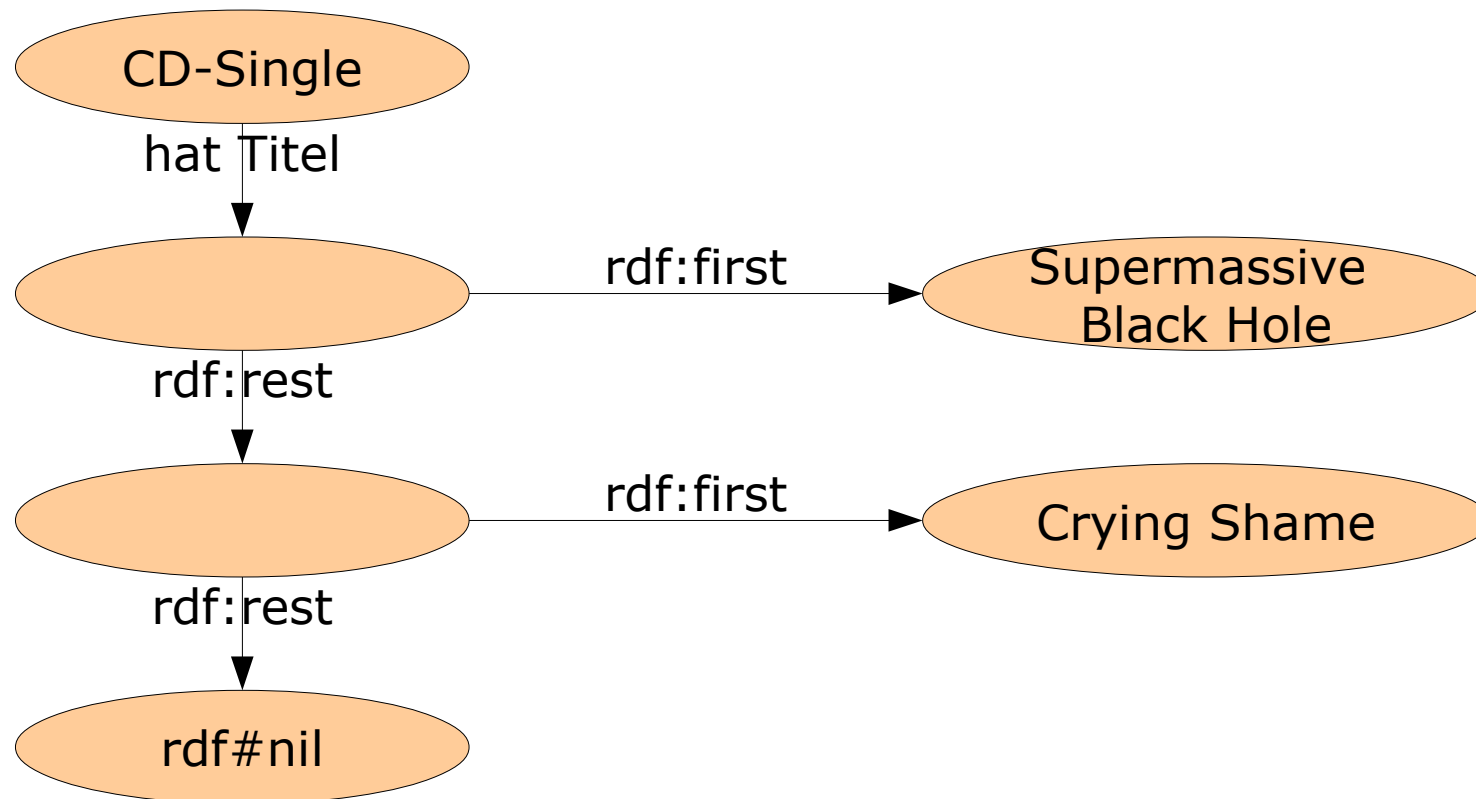 CD-Single
hat Titel
rdf:first
Supermassive
Black Hole
rdf:rest
rdf:first
Crying Shame
rdf:rest
rdf#nil